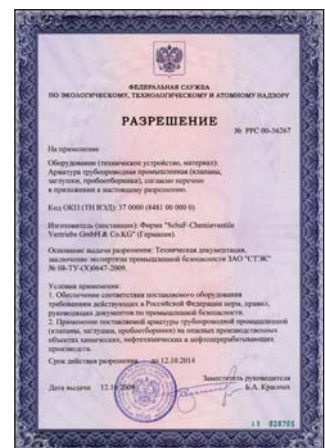 ФЕДЕРАЛЬНАЯ СЛУЖБА
ПО ЭКОЛОГИЧЕСКОМУ, ТЕХНОЛОГИЧЕСКОМУ И АТОМНОМУ НАДЗОРУ
РАЗРЕШЕНИЕ
№ РРС 00-36267
На применение
Оборудование (техническое устройство, материал):
Арматура трубопроводная промышленная (клапаны,
заглушки, пробоотборники), согласно перечню
в приложении к настоящему разрешению.
Код ОКП (ТН ВЭД): 37 0000 (8481 00 000 0)
Изготовитель (поставщик): Фирма "Schuf-Chemieventile
Vertriebs GmbH & Co.KG" (Германия).
Основание выдачи разрешения: Техническая документация,
заключение экспертизы промышленной безопасности ЗАО "СТЭК"
№ 08-ТУ-(Х)0647-2009.
Условия применения:
1. Обеспечение соответствия поставляемого оборудования
требованиям действующих в Российской Федерации норм, правил,
руководящих документов по промышленной безопасности.
2. Применение поставляемой арматуры трубопроводной промышленной
(клапаны, заглушки, пробоотборники) на опасных производственных
объектах химических, нефтехимических и нефтеперерабатывающих
производств.
Срок действия разрешения до 12.10.2014
Дата выдачи 12.10.2009
Заместитель руководителя
Б.А. Красных
АВ 028705